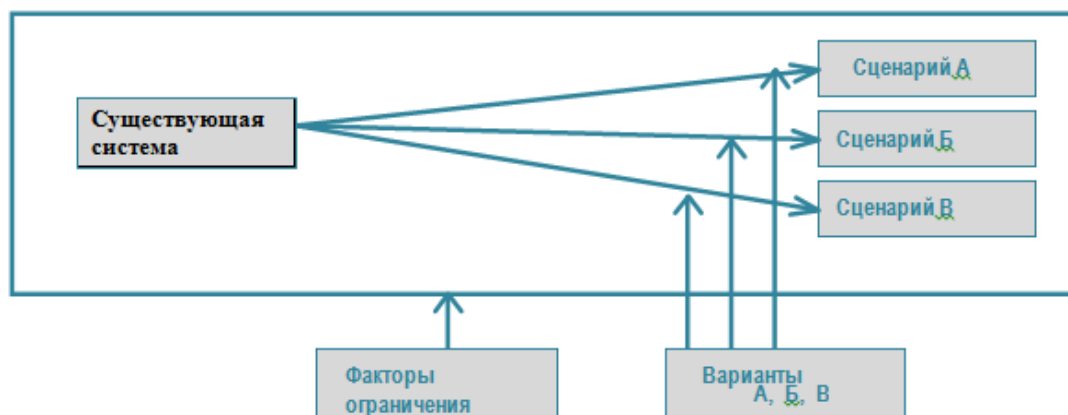 Существующая
система
Сценарий А
Сценарий Б
Сценарий В
Факторы
ограничения
Варианты
А, Б, В